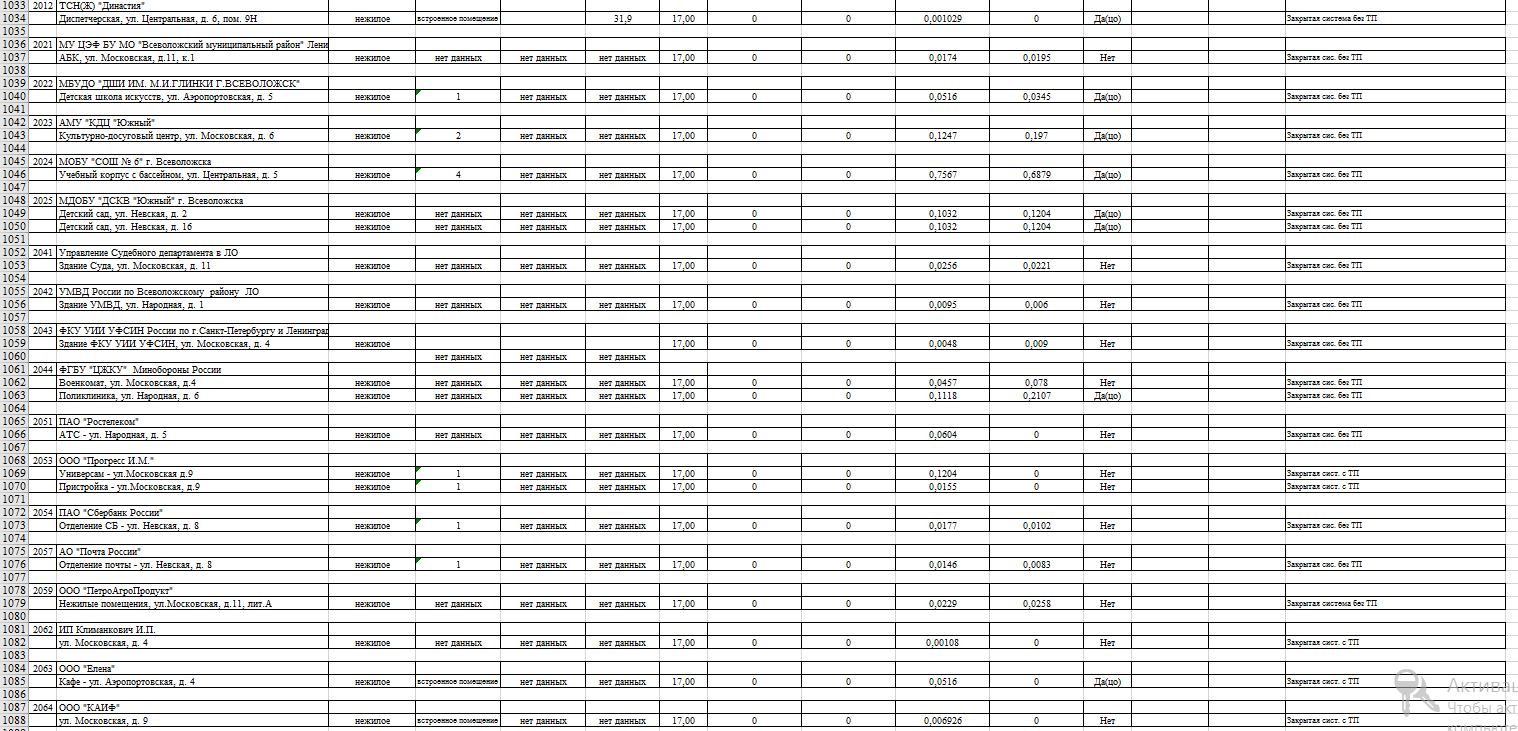 1033 2012 ТСН(Ж) "Династия"
1034 Диспетчерская, ул. Центральная, д. 6, пом. 9Н нежилое встроенное помещение 31,9 17,00 0 0 0,001029 0 Да(цо) Закрытая система без ТП
1035
1036 2021 МУ ЦЭФ БУ МО "Всеволожский муниципальный район" Лени
1037 АБК, ул. Московская, д.11, к.1 нежилое нет данных нет данных нет данных 17,00 0 0 0,0174 0,0195 Нет Закрытая сис. без ТП
1038
1039 2022 МБУДО "ДШИ ИМ. М.И.ГЛИНКИ Г.ВСЕВОЛОЖСК"
1040 Детская школа искусств, ул. Аэропортовская, д. 5 нежилое 1 нет данных нет данных 17,00 0 0 0,0516 0,0345 Да(цо) Закрытая сис. без ТП
1041
1042 2023 АМУ "КДЦ "Южный"
1043 Культурно-досуговый центр, ул. Московская, д. 6 нежилое 2 нет данных нет данных 17,00 0 0 0,1247 0,197 Да(цо) Закрытая сис. без ТП
1044
1045 2024 МОБУ "СОШ № 6" г. Всеволожска
1046 Учебный корпус с бассейном, ул. Центральная, д. 5 нежилое 4 нет данных нет данных 17,00 0 0 0,7567 0,6879 Да(цо) Закрытая сис. без ТП
1047
1048 2025 МДОБУ "ДСКВ "Южный" г. Всеволожска
1049 Детский сад, ул. Невская, д. 2 нежилое нет данных нет данных нет данных 17,00 0 0 0,1032 0,1204 Да(цо) Закрытая сис. без ТП
1050 Детский сад, ул. Невская, д. 16 нежилое нет данных нет данных нет данных 17,00 0 0 0,1032 0,1204 Да(цо) Закрытая сис. без ТП
1051
1052 2041 Управление Судебного департамента в ЛО
1053 Здание Суда, ул. Московская, д. 11 нежилое нет данных нет данных нет данных 17,00 0 0 0,0256 0,0221 Нет Закрытая сис. без ТП
1054
1055 2042 УМВД России по Всеволожскому району ЛО
1056 Здание УМВД, ул. Народная, д. 1 нежилое нет данных нет данных нет данных 17,00 0 0 0,0095 0,006 Нет Закрытая сис. без ТП
1057
1058 2043 ФКУ УИИ УФСИН России по г.Санкт-Петербургу и Ленинград
1059 Здание ФКУ УИИ УФСИН, ул. Московская, д. 4 нежилое 17,00 0 0 0,0048 0,009 Нет Закрытая сис. без ТП
1060 нет данных нет данных нет данных
1061 2044 ФГБУ "ЦЖКУ" Минобороны России
1062 Военкомат, ул. Московская, д.4 нежилое нет данных нет данных нет данных 17,00 0 0 0,0457 0,078 Нет Закрытая сис. без ТП
1063 Поликлиника, ул. Народная, д. 6 нежилое нет данных нет данных нет данных 17,00 0 0 0,1118 0,2107 Да(цо) Закрытая сис. без ТП
1064
1065 2051 ПАО "Ростелеком"
1066 АТС - ул. Народная, д. 5 нежилое нет данных нет данных нет данных 17,00 0 0 0,0604 0 Нет Закрытая сис. без ТП
1067
1068 2053 ООО "Прогресс И.М."
1069 Универсам - ул.Московская д.9 нежилое 1 нет данных нет данных 17,00 0 0 0,1204 0 Нет Закрытая сист. с ТП
1070 Пристройка - ул.Московская, д.9 нежилое 1 нет данных нет данных 17,00 0 0 0,0155 0 Нет Закрытая сист. с ТП
1071
1072 2054 ПАО "Сбербанк России"
1073 Отделение СБ - ул. Невская, д. 8 нежилое 1 нет данных нет данных 17,00 0 0 0,0177 0,0102 Нет Закрытая сис. без ТП
1074
1075 2057 АО "Почта России"
1076 Отделение почты - ул. Невская, д. 8 нежилое 1 нет данных нет данных 17,00 0 0 0,0146 0,0083 Нет Закрытая сис. без ТП
1077
1078 2059 ООО "ПетроАгроПродукт"
1079 Нежилые помещения, ул.Московская, д.11, лит.А нежилое нет данных нет данных нет данных 17,00 0 0 0,0229 0,0258 Нет Закрытая система без ТП
1080
1081 2062 ИП Климанкович И.П.
1082 ул. Московская, д. 4 нежилое нет данных нет данных нет данных 17,00 0 0 0,00108 0 Нет Закрытая сист. с ТП
1083
1084 2063 ООО "Елена"
1085 Кафе - ул. Аэропортовская, д. 4 нежилое встроенное помещение нет данных нет данных 17,00 0 0 0,0516 0 Да(цо) Закрытая сист. с ТП
1086 Активаци
1087 2064 ООО "КАИФ" Чтобы акт
1088 ул. Московская, д. 9 нежилое встроенное помещение нет данных нет данных 17,00 0 0 0,006926 0 Нет Закрытая сист. с ТП